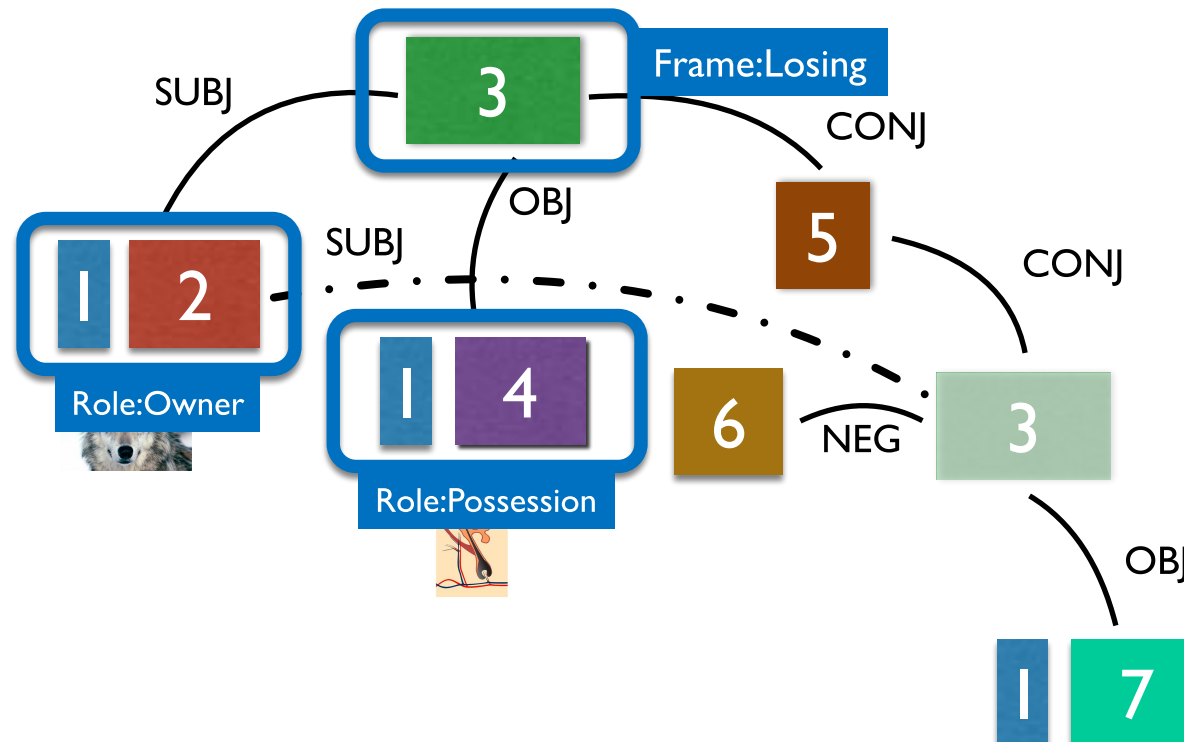 3
Frame:Losing
SUBJ
CONJ
OBJ
5
1 2
SUBJ
CONJ
Role:Owner
1 4
6
NEG
3
Role:Possession
OBJ
1 7